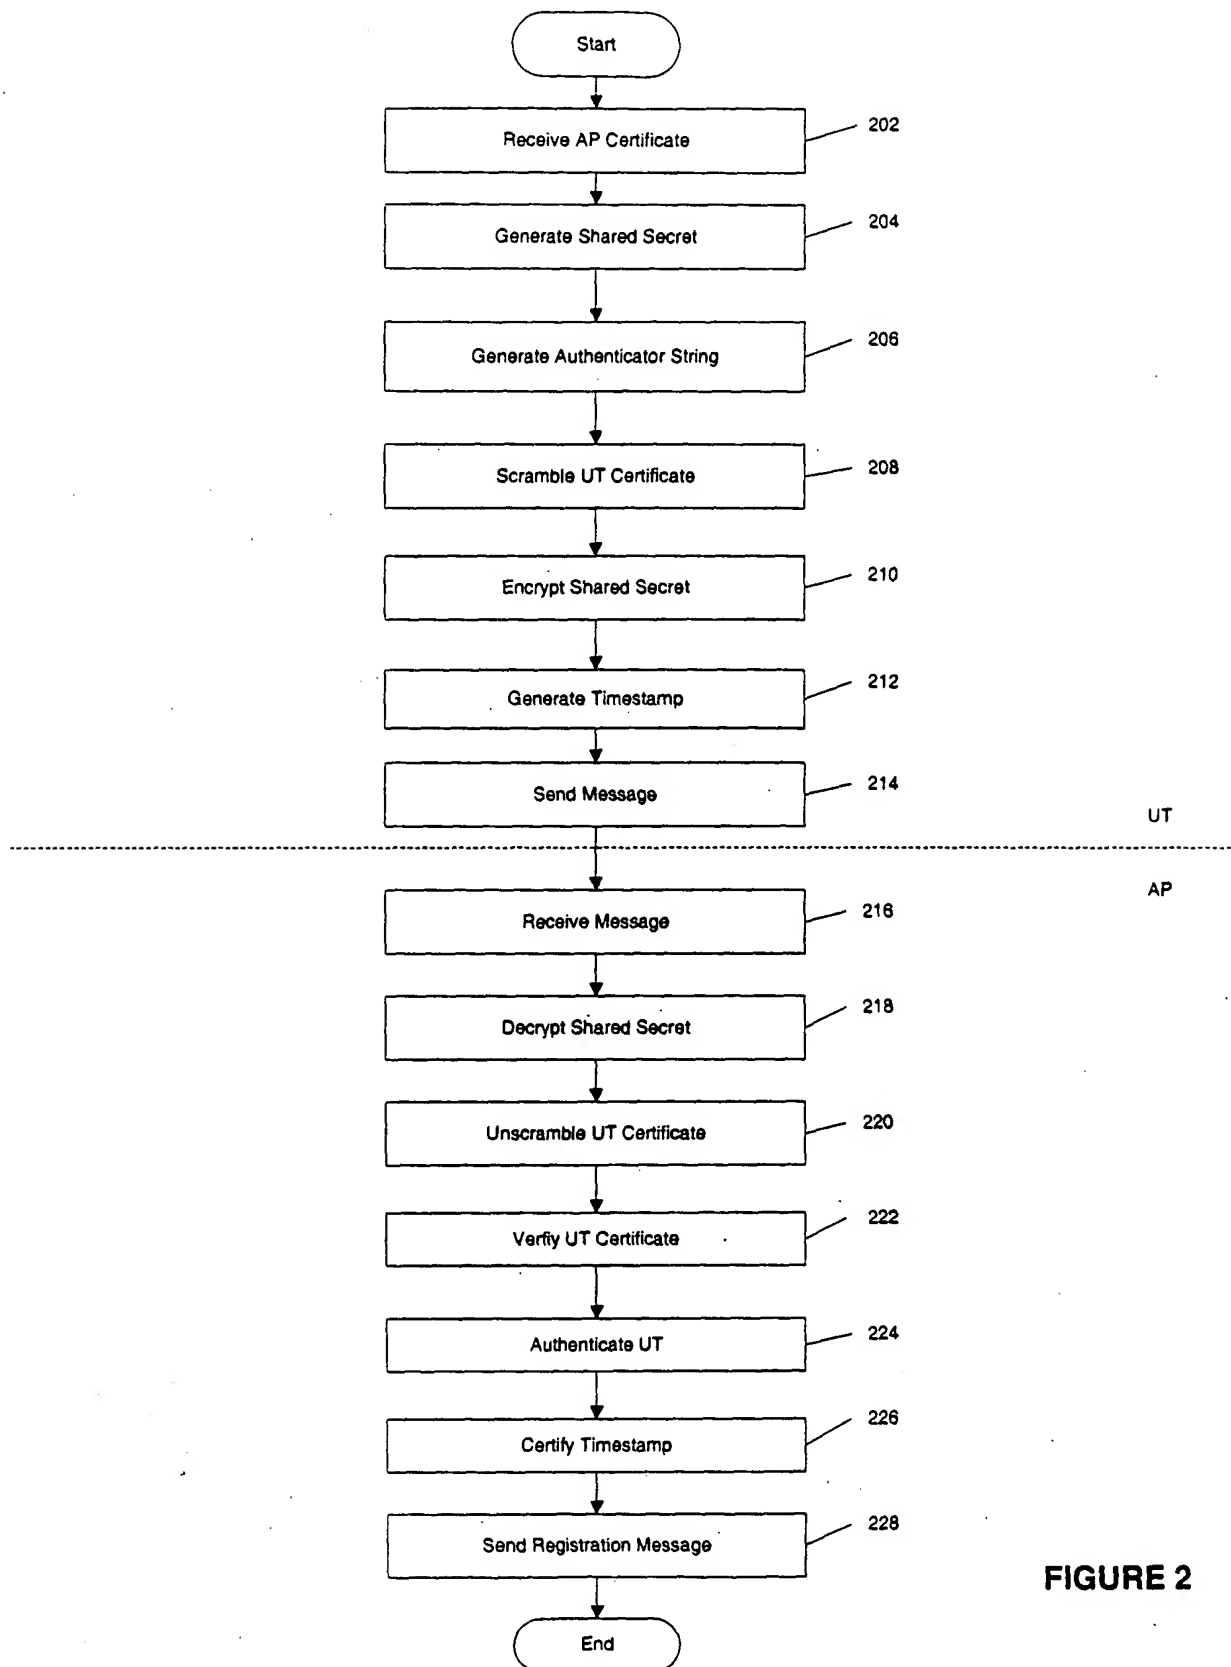 Start
Receive AP Certificate
202
Generate Shared Secret
204
Generate Authenticator String
206
Scramble UT Certificate
208
Encrypt Shared Secret
210
Generate Timestamp
212
Send Message
214
UT
AP
Receive Message
216
Decrypt Shared Secret
218
Unscramble UT Certificate
220
Verfiy UT Certificate
222
Authenticate UT
224
Certify Timestamp
226
Send Registration Message
228
FIGURE 2
End